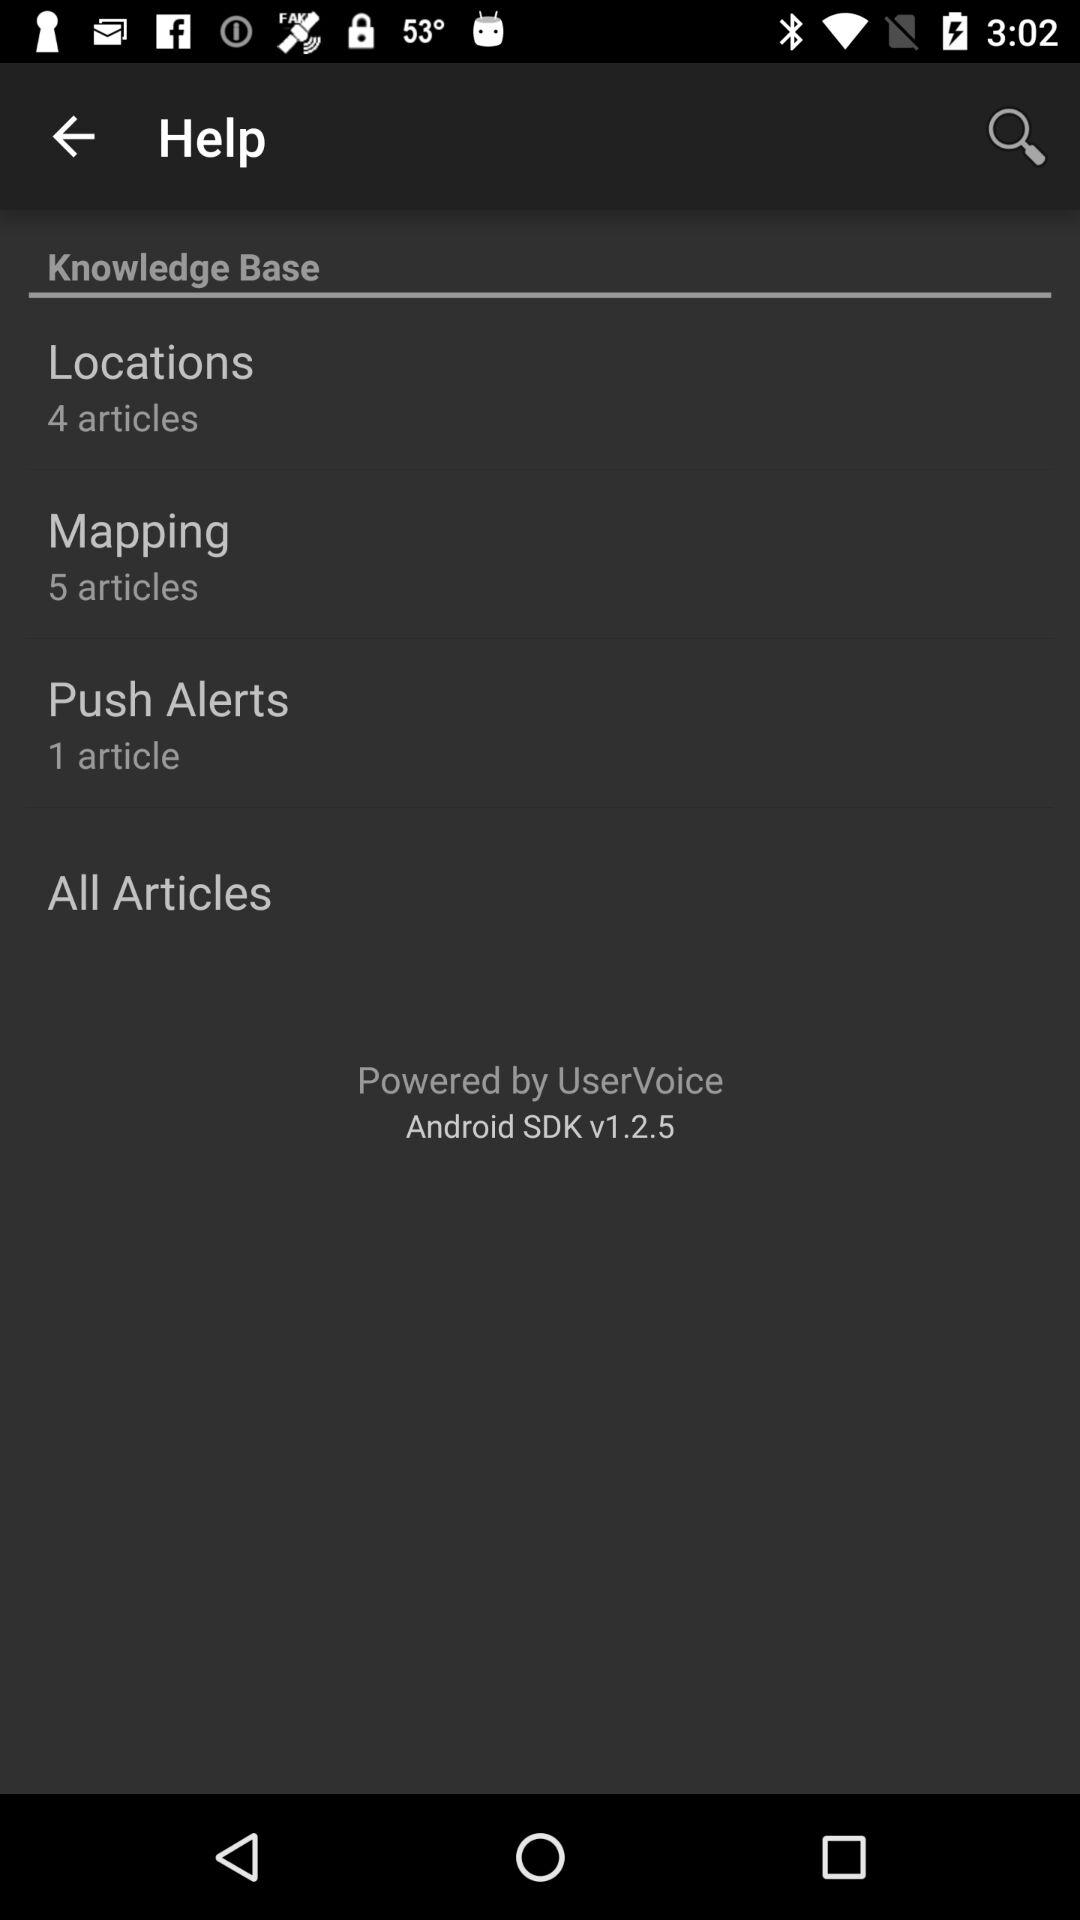 FAKE 53° 3:02
Help
Knowledge Base
Locations
4 articles
Mapping
5 articles
Push Alerts
1 article
All Articles
Powered by UserVoice
Android SDK v1.2.5